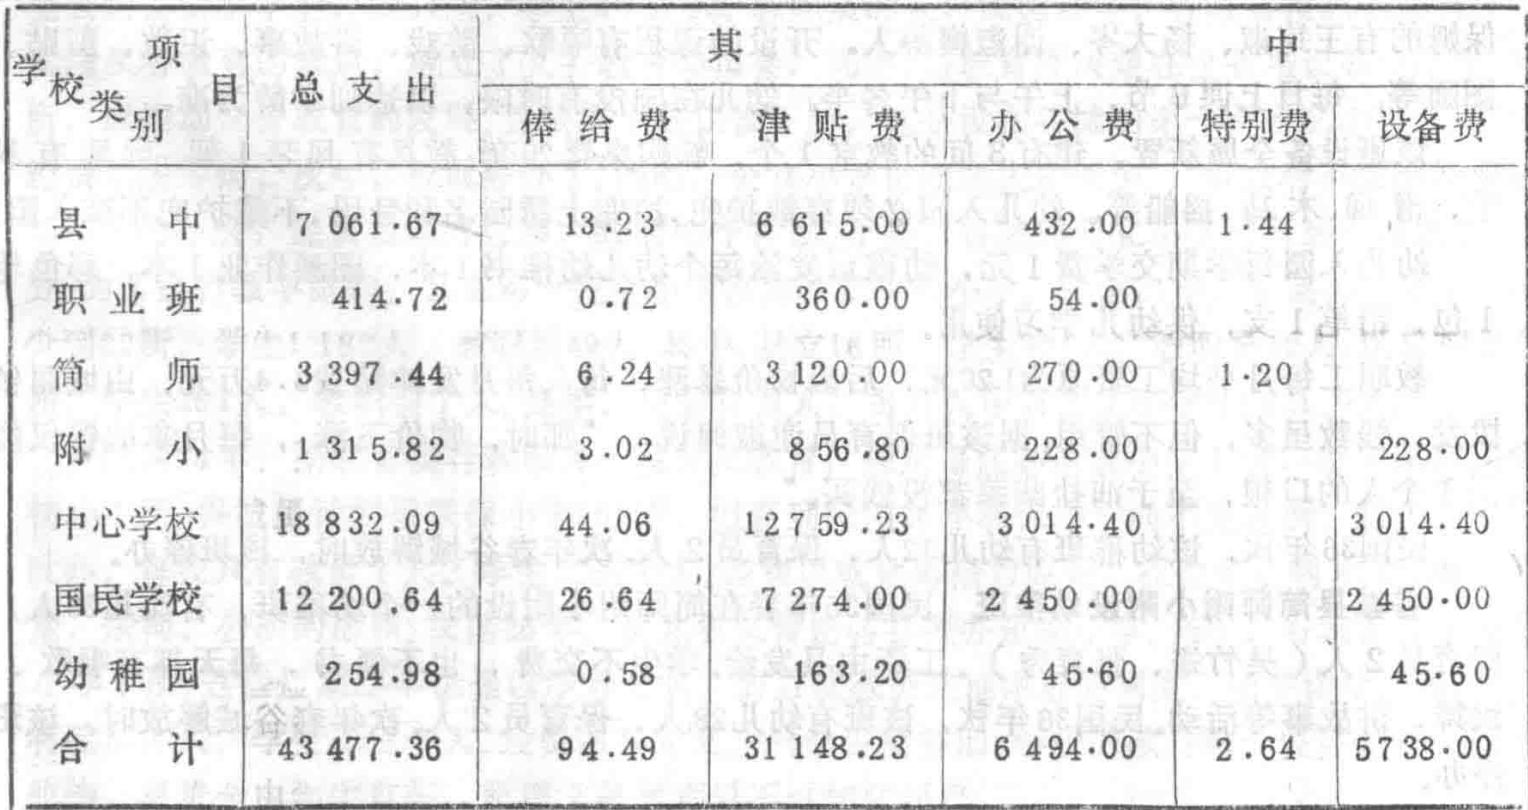 项目 学校类别 总支出 其中
俸给费 津贴费 办公费 特别费 设备费
县中 7 061.67 13.23 6 615.00 432.00 1.44
职业班 414.72 0.72 360.00 54.00
简师 3 397.44 6.24 3 120.00 270.00 1.20
附小 1 315.82 3.02 856.80 228.00 228.00
中心学校 18 832.09 44.06 12 759.23 3 014.40 3 014.40
国民学校 12 200,64 26.64 7 274.00 2 450.00 2 450.00
幼稚园 254.98 0.58 163.20 45.60 45.60
合计 43 477.36 94.49 31 148.23 6 494.00 2.64 5738.00